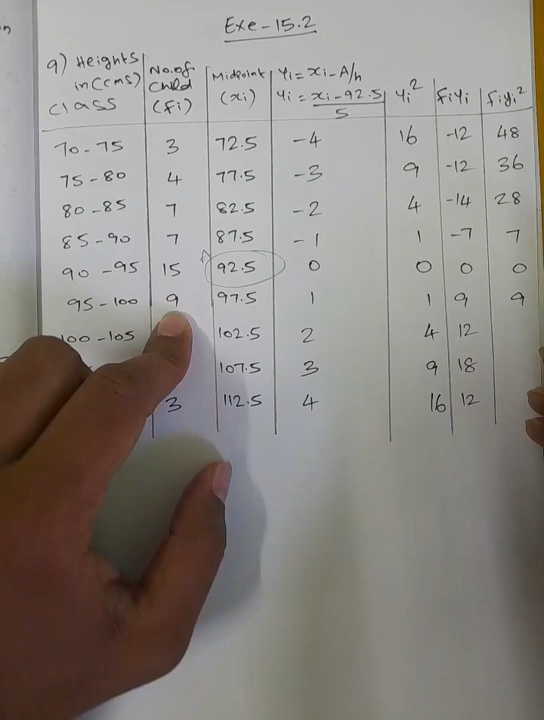 Exe-15.2
9) Heights in (cms) class | No.of Child (fi) | Midpoint (xi) | Yi = xi - A/h Yi = xi - 92.5 / 5 | Yi² | fiyi | fiyi²
70-75 3 72.5 -4 16 -12 48
75-80 4 77.5 -3 9 -12 36
80-85 7 82.5 -2 4 -14 28
85-90 7 87.5 -1 1 -7 7
90-95 15 92.5 0 0 0 0
95-100 9 97.5 1 1 9 9
100-105 102.5 2 4 12
107.5 3 9 18
3 112.5 4 16 12